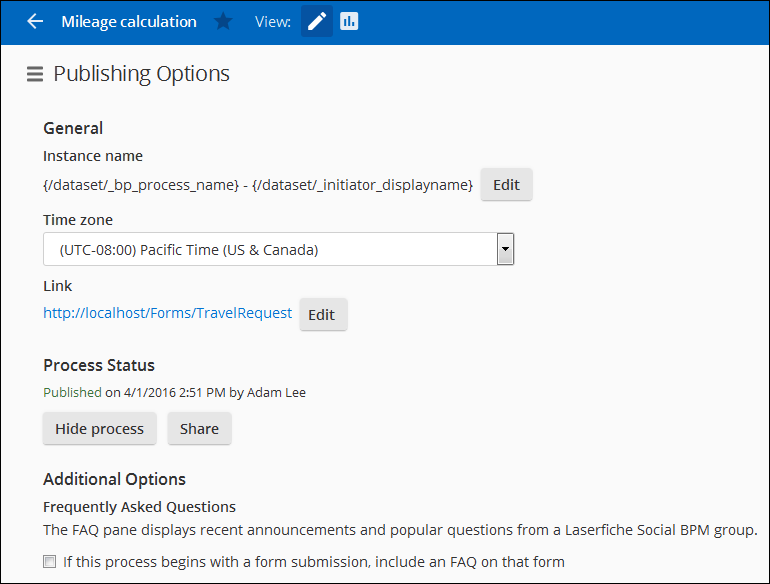 Mileage calculation View:
Publishing Options
General
Instance name
{/dataset/_bp_process_name} - {/dataset/_initiator_displayname} Edit
Time zone
(UTC-08:00) Pacific Time (US & Canada)
Link
http://localhost/Forms/TravelRequest Edit
Process Status
Published on 4/1/2016 2:51 PM by Adam Lee
Hide process Share
Additional Options
Frequently Asked Questions
The FAQ pane displays recent announcements and popular questions from a Laserfiche Social BPM group.
If this process begins with a form submission, include an FAQ on that form